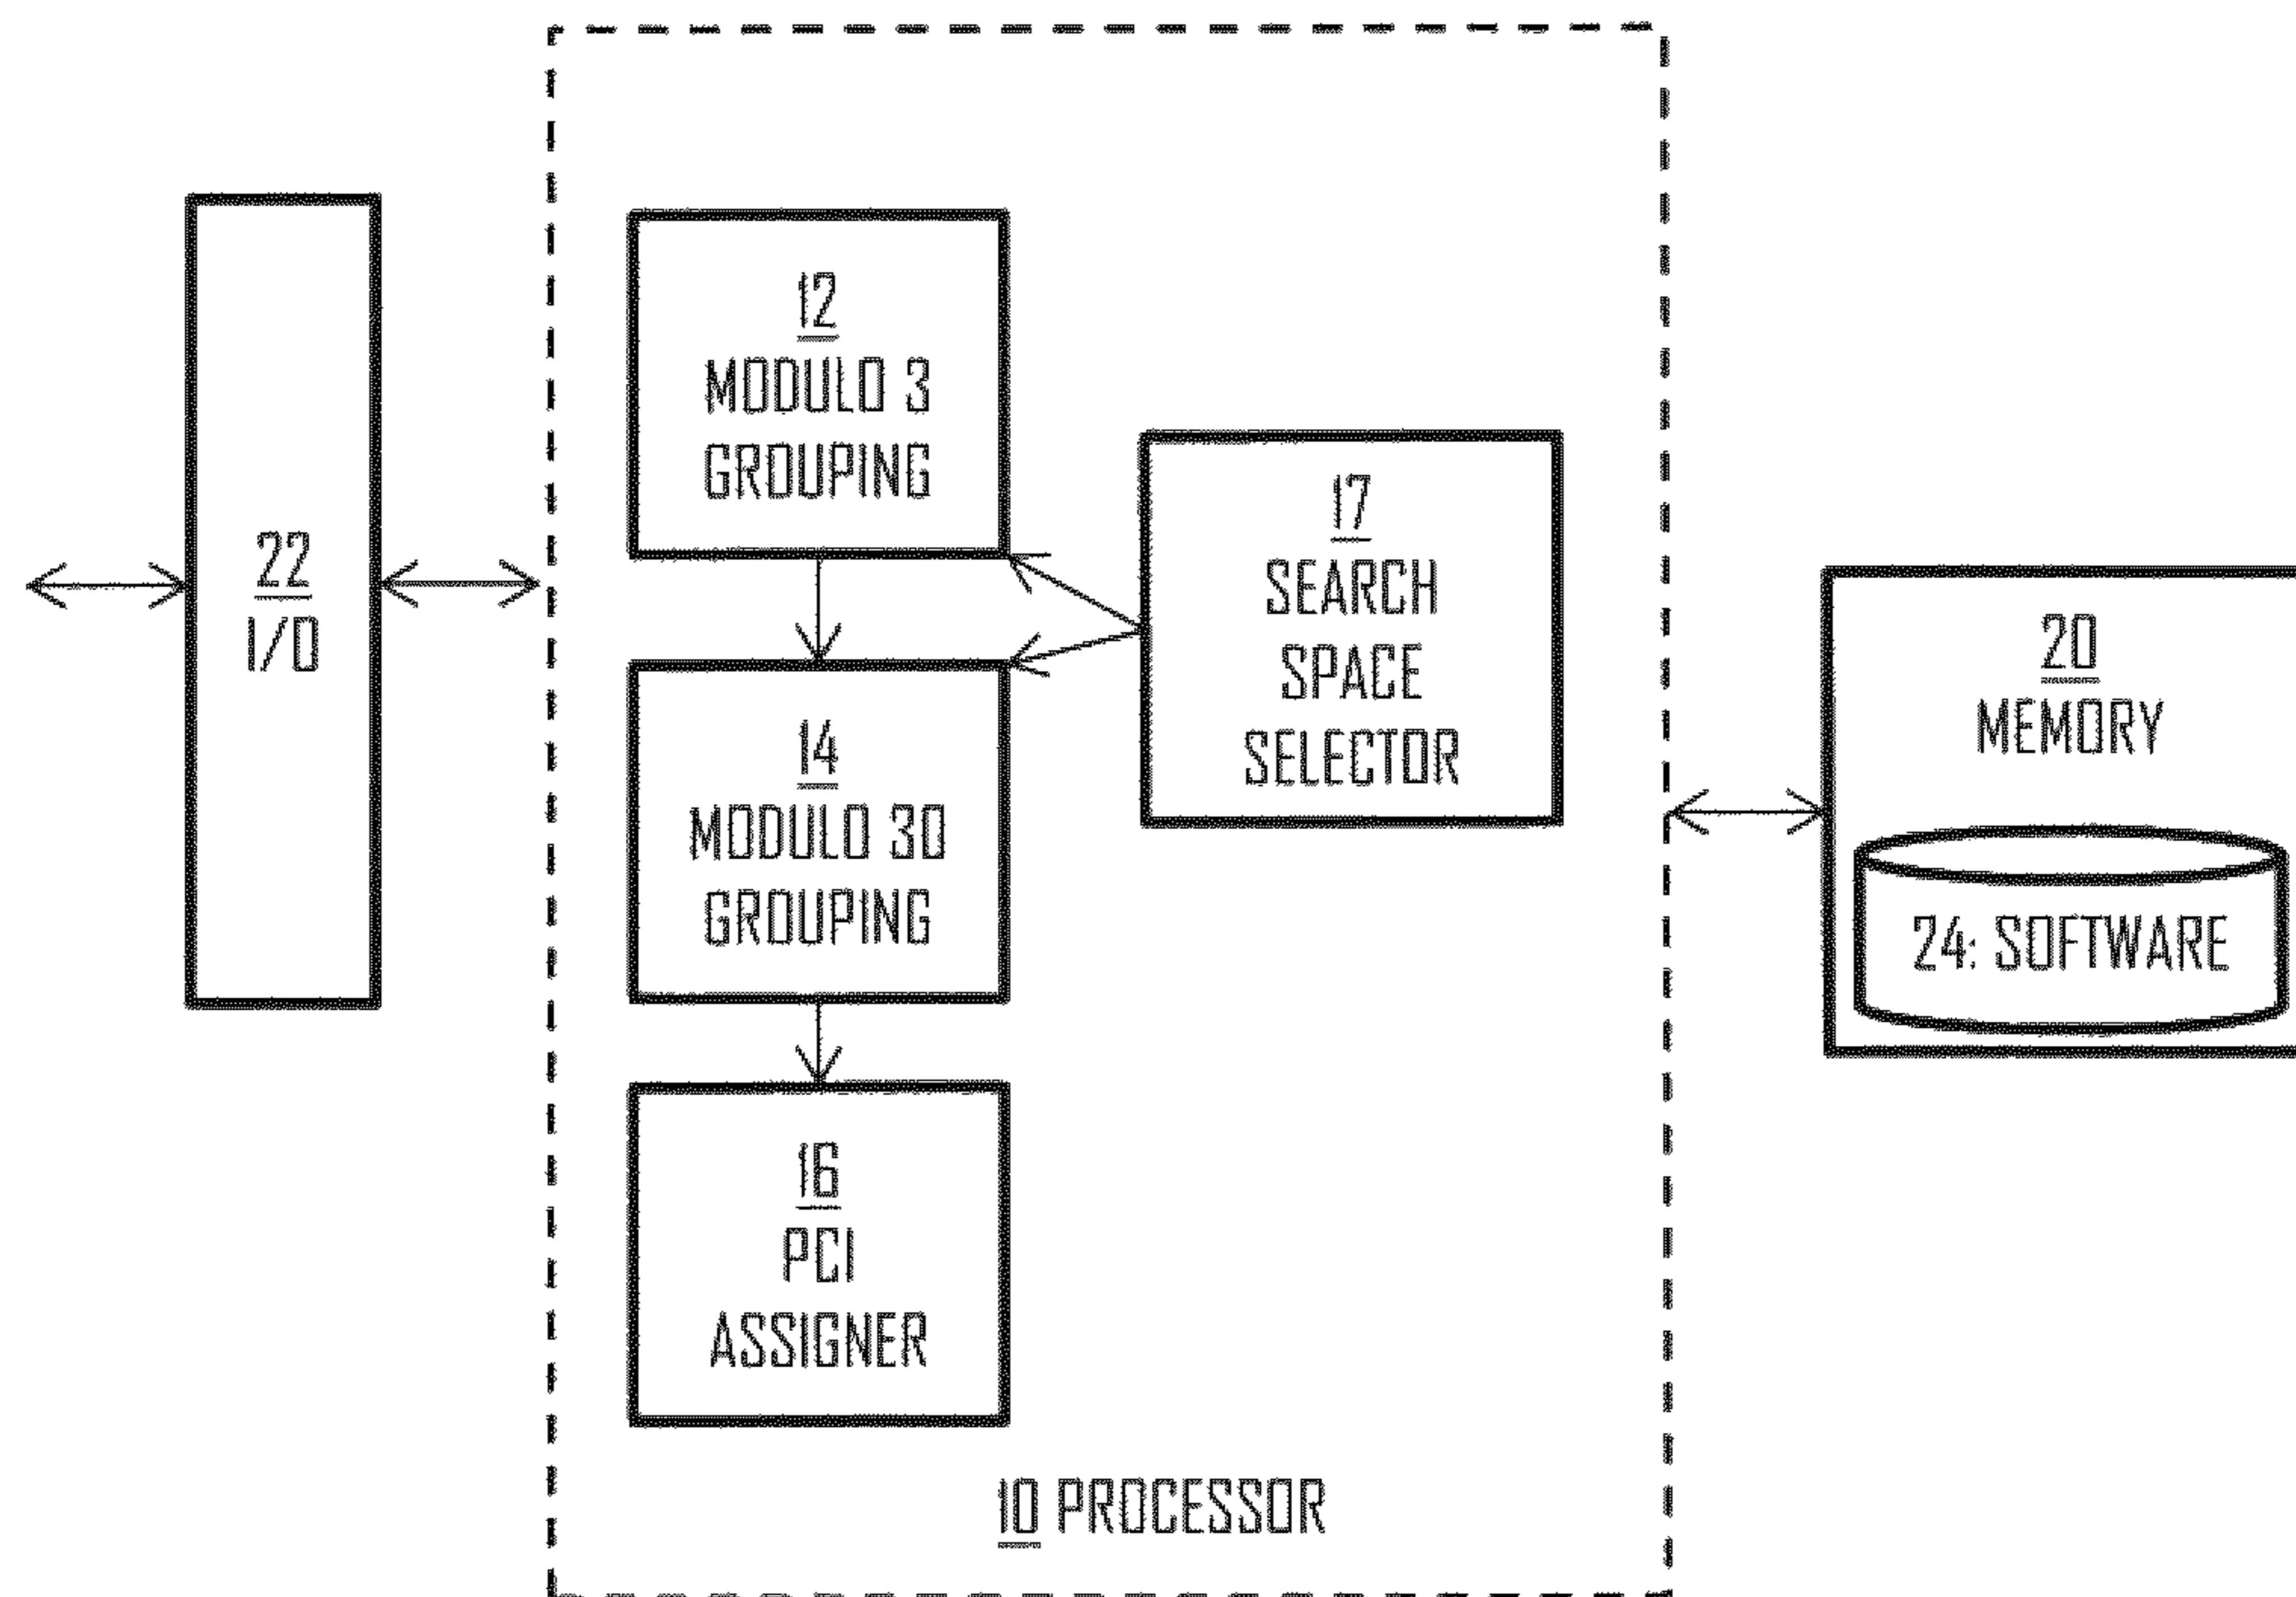 22
I/O
12
MODULO 3
GROUPING
14
MODULO 30
GROUPING
16
PCI
ASSIGNER
17
SEARCH
SPACE
SELECTOR
10 PROCESSOR
20
MEMORY
24: SOFTWARE